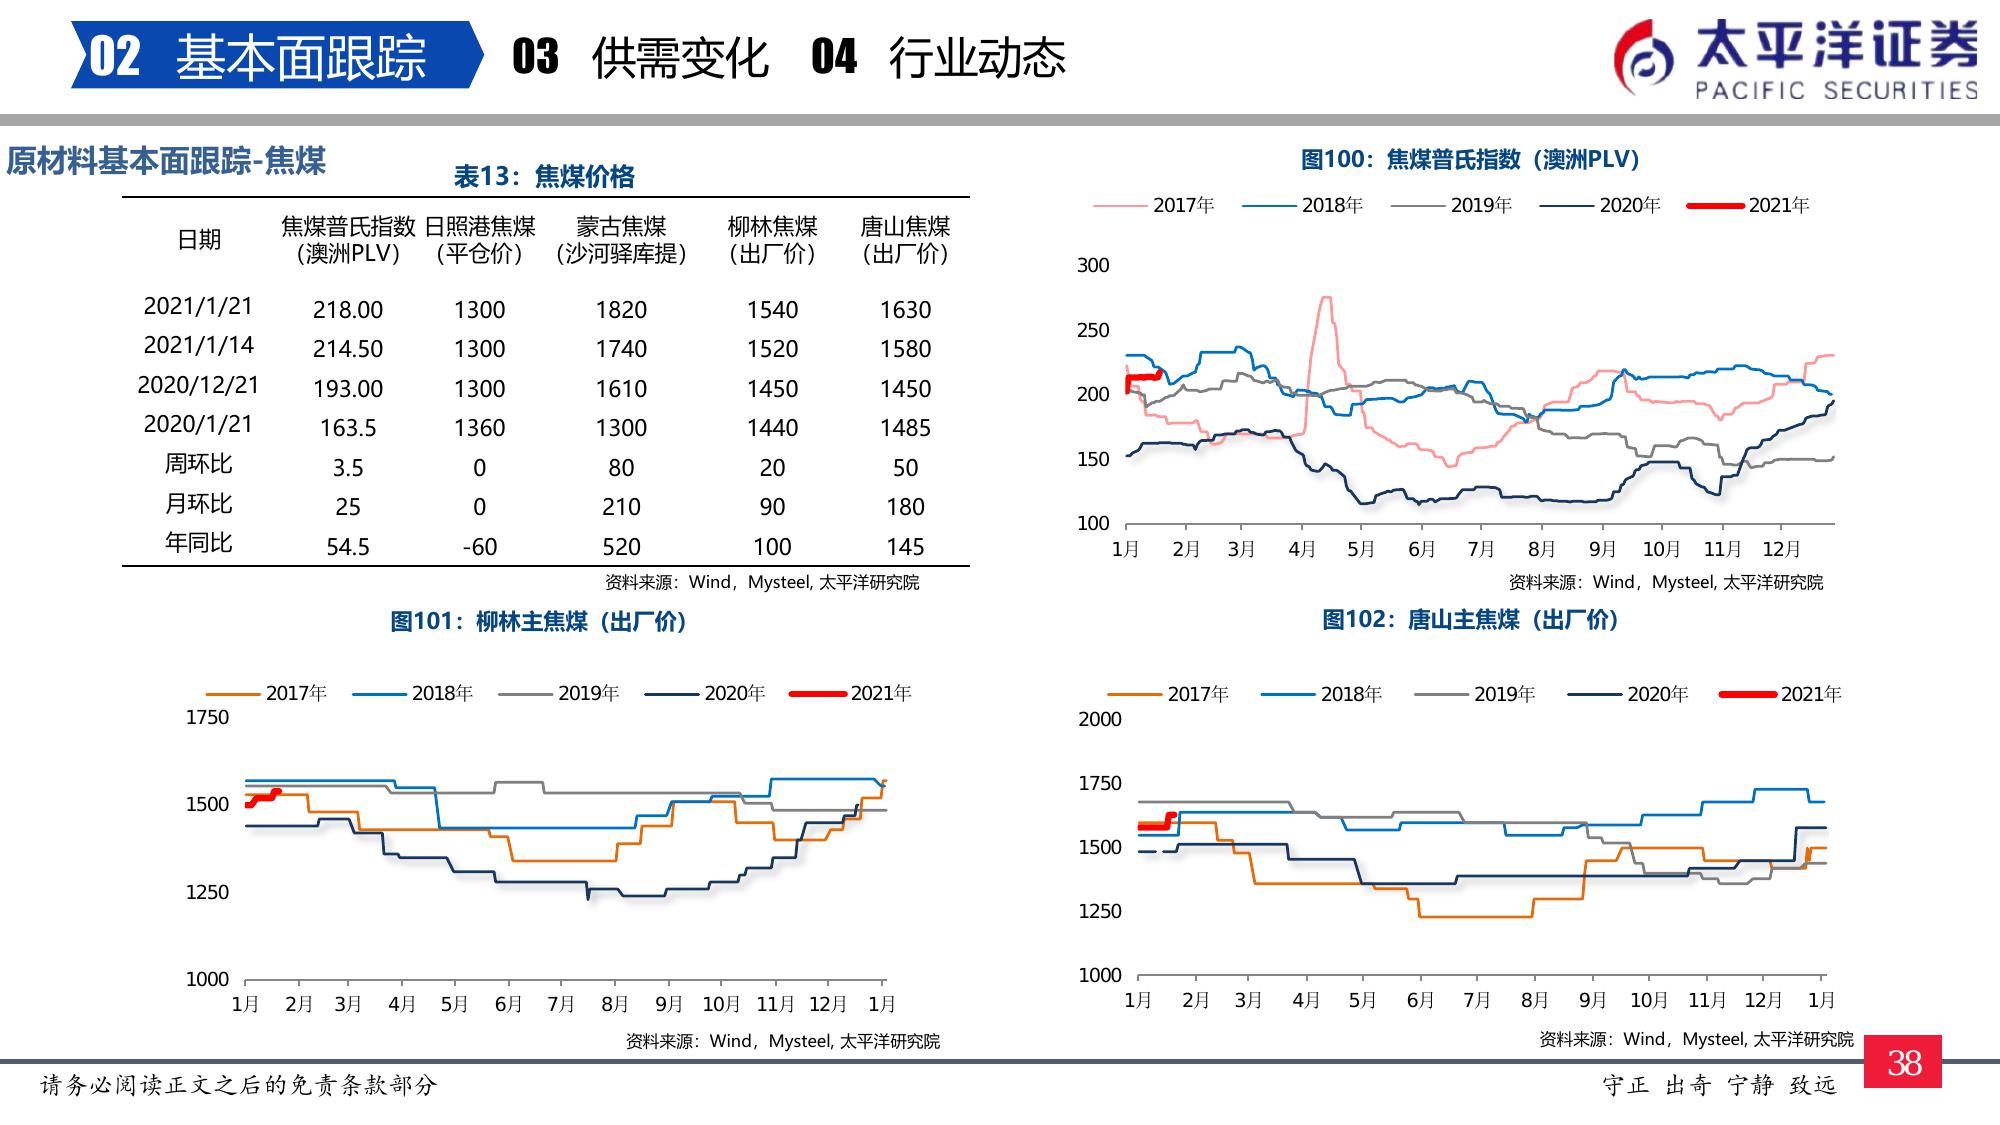 02 基本面跟踪 03 供需变化 04 行业动态
太平洋证券
PACIFIC SECURITIES
原材料基本面跟踪-焦煤
表13：焦煤价格
日期 焦煤普氏指数（澳洲PLV） 日照港焦煤（平仓价） 蒙古焦煤（沙河驿库提） 柳林焦煤（出厂价） 唐山焦煤（出厂价）
2021/1/21 218.00 1300 1820 1540 1630
2021/1/14 214.50 1300 1740 1520 1580
2020/12/21 193.00 1300 1610 1450 1450
2020/1/21 163.5 1360 1300 1440 1485
周环比 3.5 0 80 20 50
月环比 25 0 210 90 180
年同比 54.5 -60 520 100 145
资料来源：Wind，Mysteel, 太平洋研究院
图100：焦煤普氏指数（澳洲PLV）
2017年 2018年 2019年 2020年 2021年
300
250
200
150
100
1月 2月 3月 4月 5月 6月 7月 8月 9月 10月 11月 12月
资料来源：Wind，Mysteel, 太平洋研究院
图101：柳林主焦煤（出厂价）
2017年 2018年 2019年 2020年 2021年
1750
1500
1250
1000
1月 2月 3月 4月 5月 6月 7月 8月 9月 10月 11月 12月 1月
资料来源：Wind，Mysteel, 太平洋研究院
图102：唐山主焦煤（出厂价）
2017年 2018年 2019年 2020年 2021年
2000
1750
1500
1250
1000
1月 2月 3月 4月 5月 6月 7月 8月 9月 10月 11月 12月 1月
资料来源：Wind，Mysteel, 太平洋研究院
请务必阅读正文之后的免责条款部分
守正 出奇 宁静 致远
38